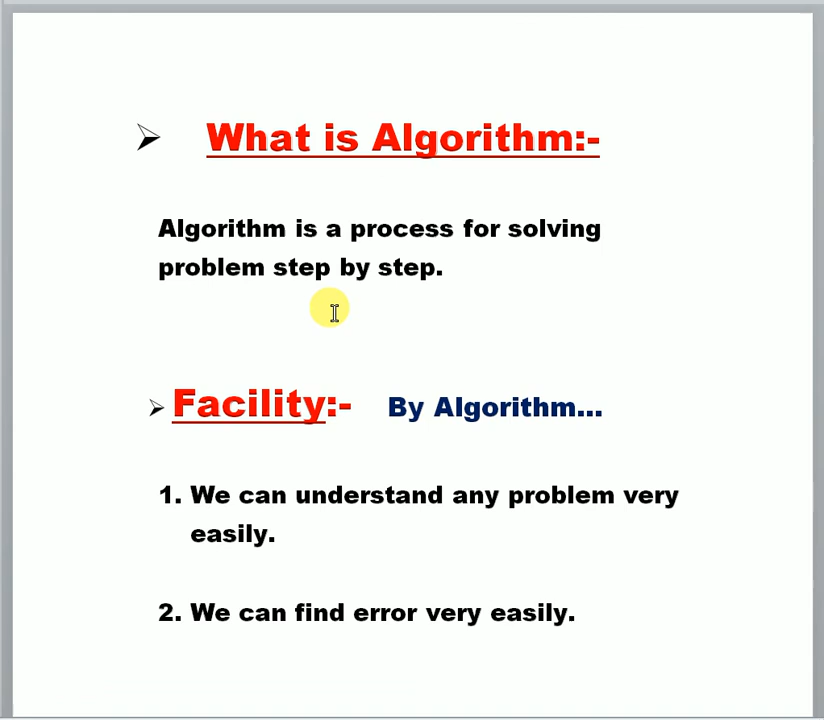 What is Algorithm:-
Algorithm is a process for solving
problem step by step.
Facility:- By Algorithm...
1. We can understand any problem very
easily.
2. We can find error very easily.